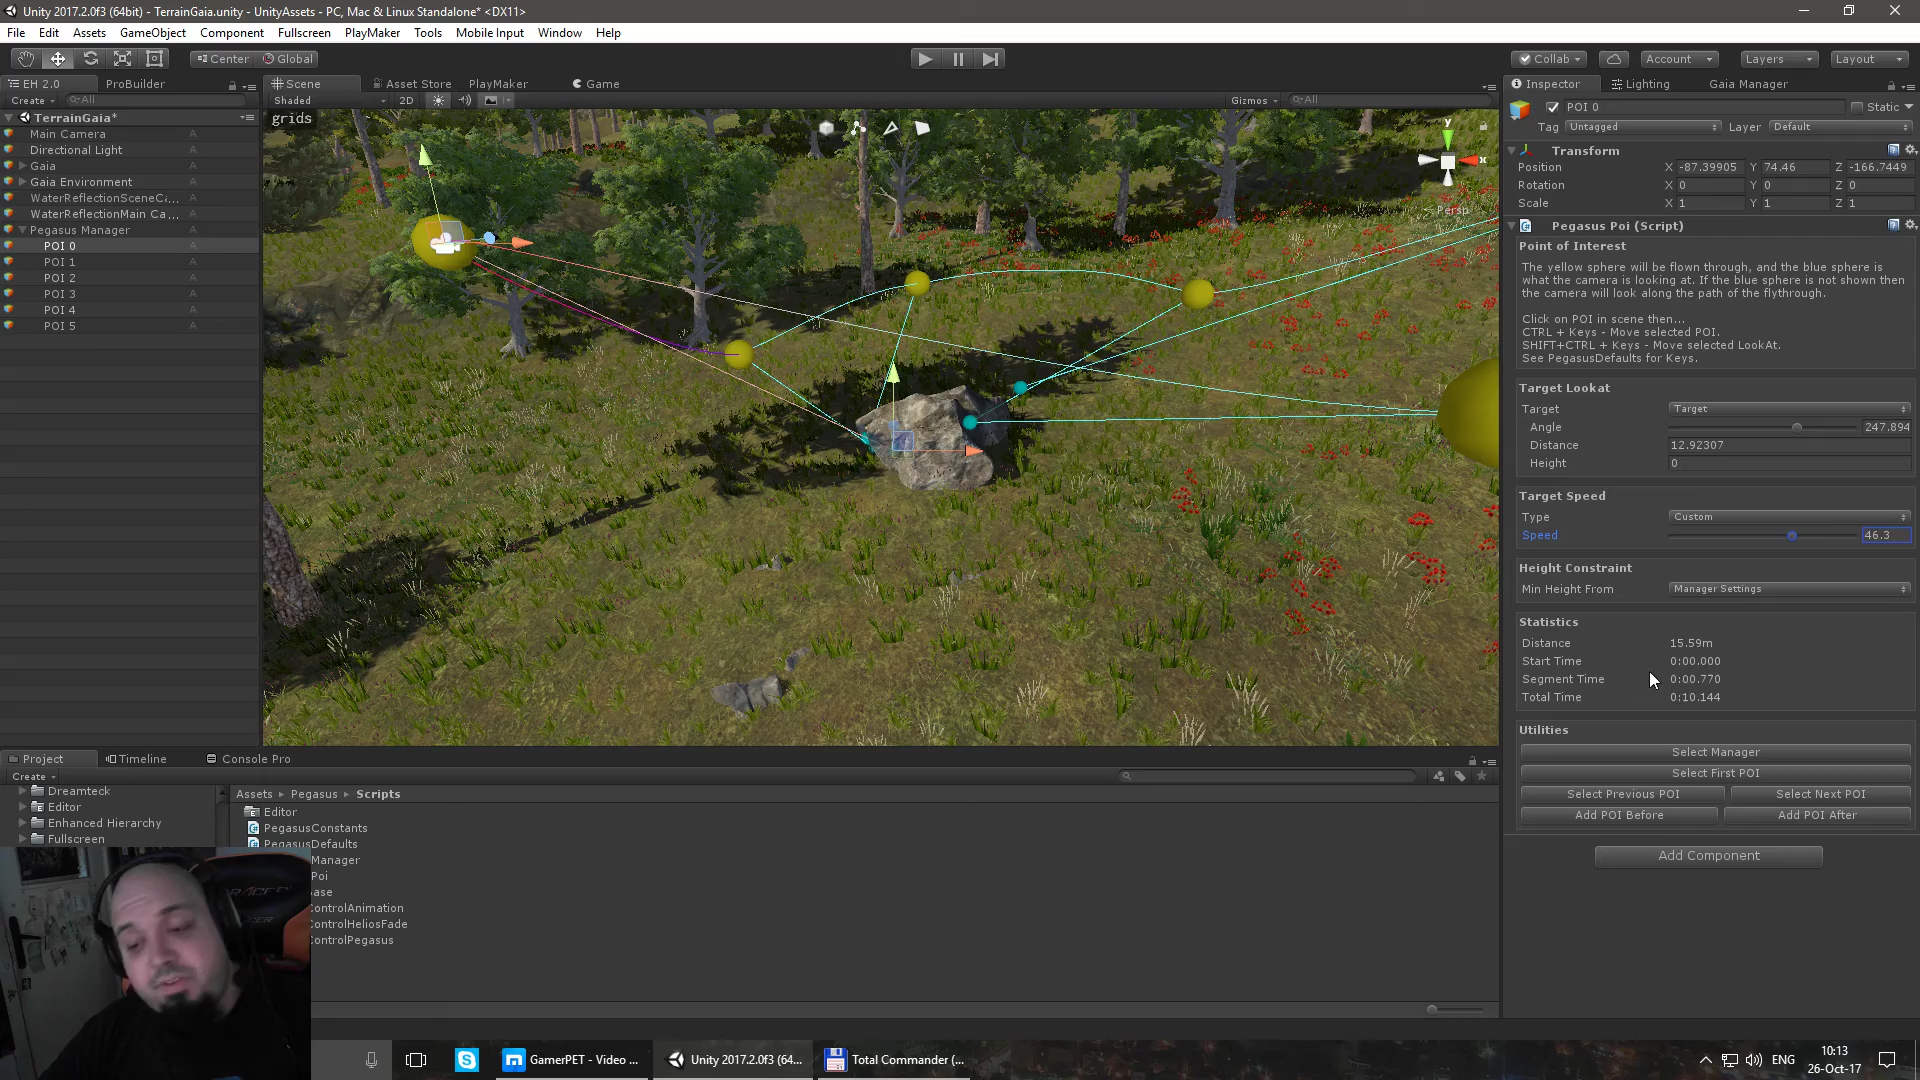 Unity 2017.2.0f3 (64bit) - TerrainGaia.unity - UnityAssets - PC, Mac & Linux Standalone* <DX11>
File Edit Assets GameObject Component Fullscreen PlayMaker Tools Mobile Input Window Help
Center Global Collab Account Layers Layout
EH 2.0 ProBuilder Scene Asset Store PlayMaker Game Inspector Lighting Gaia Manager
Create All Shaded 2D Gizmos All
TerrainGaia*
Main Camera
Directional Light
Gaia
Gaia Environment
WaterReflectionSceneCa...
WaterReflectionMain Ca...
Pegasus Manager
POI 0
POI 1
POI 2
POI 3
POI 4
POI 5
grids
y
x
Persp
POI 0 Static
Tag Untagged Layer Default
Transform
Position X -87.39905 Y 74.46 Z -166.7449
Rotation X 0 Y 0 Z 0
Scale X 1 Y 1 Z 1
Pegasus Poi (Script)
Point of Interest
The yellow sphere will be flown through, and the blue sphere is
what the camera is looking at. If the blue sphere is not shown then
the camera will look along the path of the flythrough.
Click on POI in scene then...
CTRL + Keys - Move selected POI.
SHIFT+CTRL + Keys - Move selected LookAt.
See PegasusDefaults for Keys.
Target Lookat
Target Target
Angle 247.894
Distance 12.92307
Height 0
Target Speed
Type Custom
Speed 46.3
Height Constraint
Min Height From Manager Settings
Statistics
Distance 15.59m
Start Time 0:00.000
Segment Time 0:00.770
Total Time 0:10.144
Utilities
Select Manager
Select First POI
Select Previous POI Select Next POI
Add POI Before Add POI After
Add Component
Project Timeline Console Pro
Create
Dreamteck
Editor
Enhanced Hierarchy
Fullscreen
Assets Pegasus Scripts
Editor
PegasusConstants
PegasusDefaults
Manager
Poi
ase
ControlAnimation
ControlHeliosFade
ControlPegasus
GamerPET - Video ... Unity 2017.2.0f3 (64... Total Commander (...
ENG
10:13
26-Oct-17